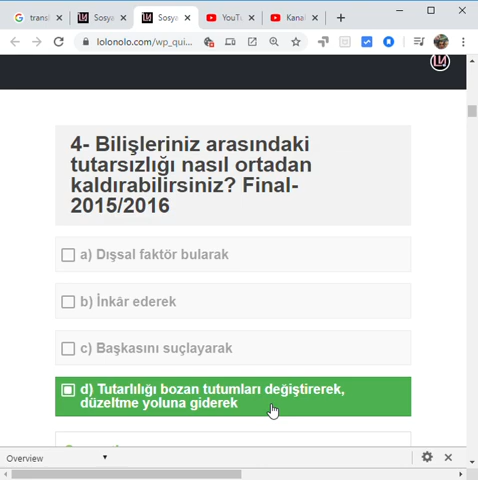 transl
Sosya
Sosya
YouTu
Kanal
lolonolo.com/wp_qui...
4- Bilişleriniz arasındaki
tutarsızlığı nasıl ortadan
kaldırabilirsiniz? Final-
2015/2016
a) Dışsal faktör bularak
b) İnkâr ederek
c) Başkasını suçlayarak
d) Tutarlılığı bozan tutumları değiştirerek,
düzeltme yoluna giderek
Overview